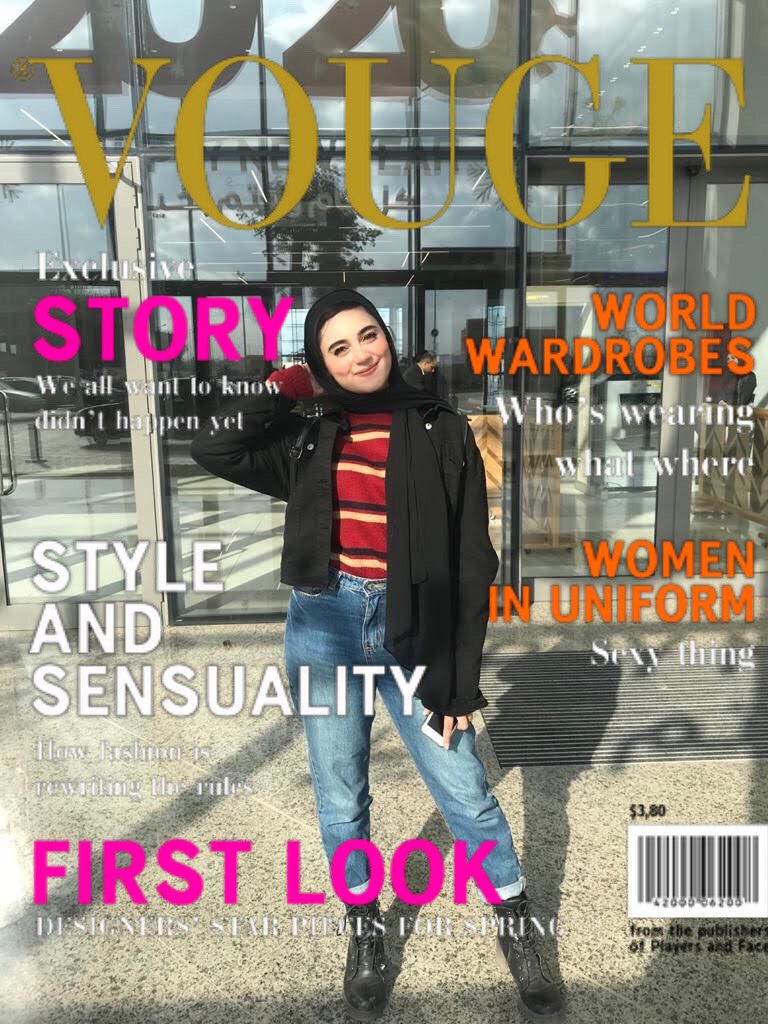 2020
VOUGE
Exclusive
STORY
We all want to know
didn't happen yet
WORLD
WARDROBES
Who's wearing
what where
STYLE
AND
SENSUALITY
How fashion is
rewriting the rules
WOMEN
IN UNIFORM
Sexy thing
FIRST LOOK
DESIGNERS' STAR PIECES FOR SPRING
$3,80
42000 06200
from the publishers
of Players and Face